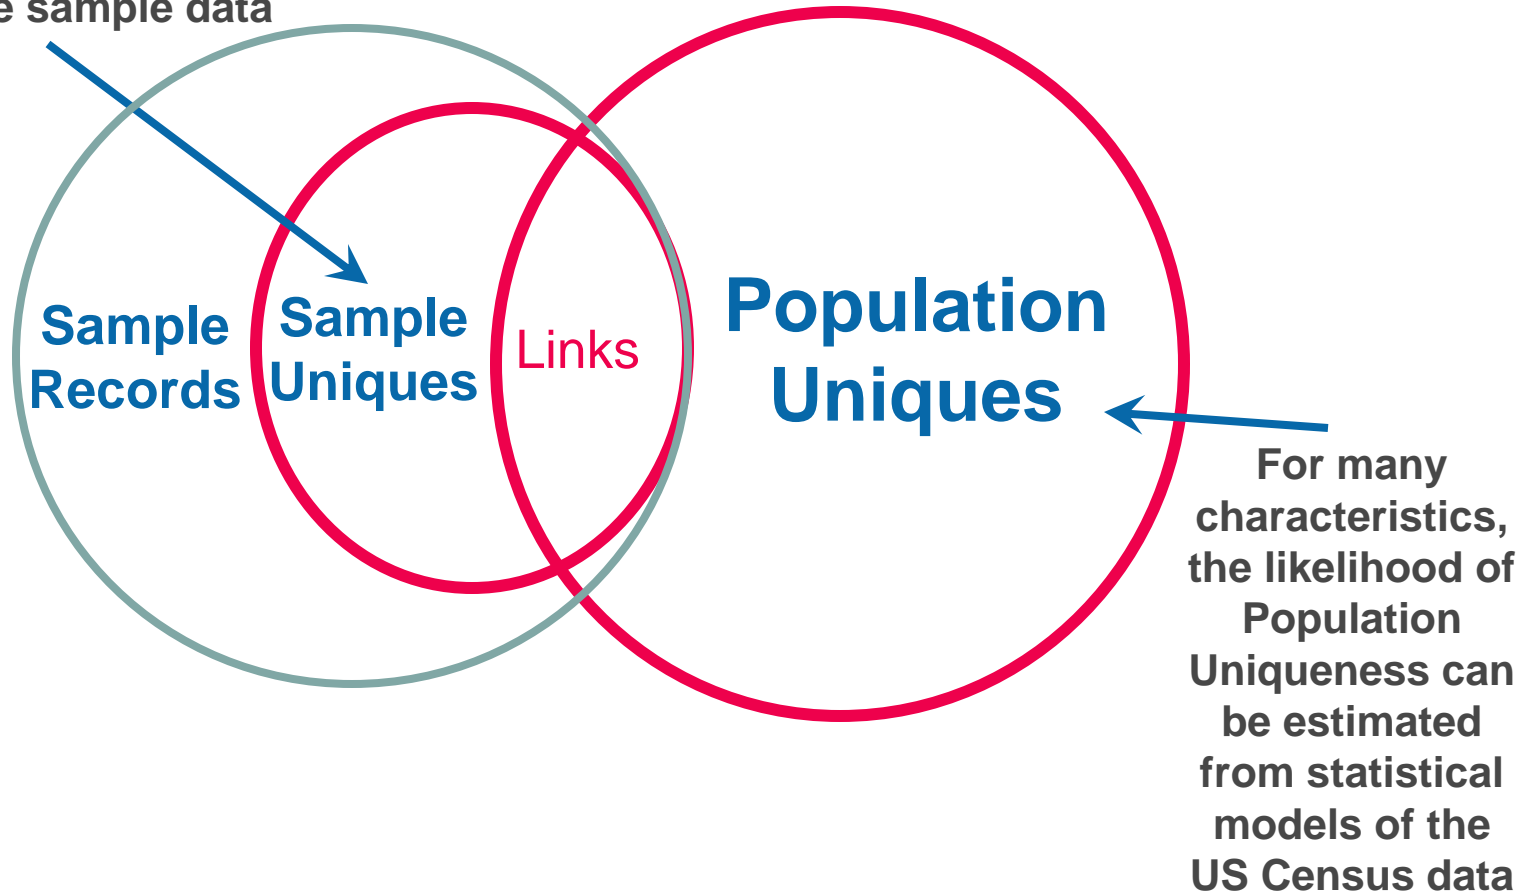 sample data
Sample
Records
Sample
Uniques
Links
Population
Uniques
For many
characteristics,
the likelihood of
Population
Uniqueness can
be estimated
from statistical
models of the
US Census data